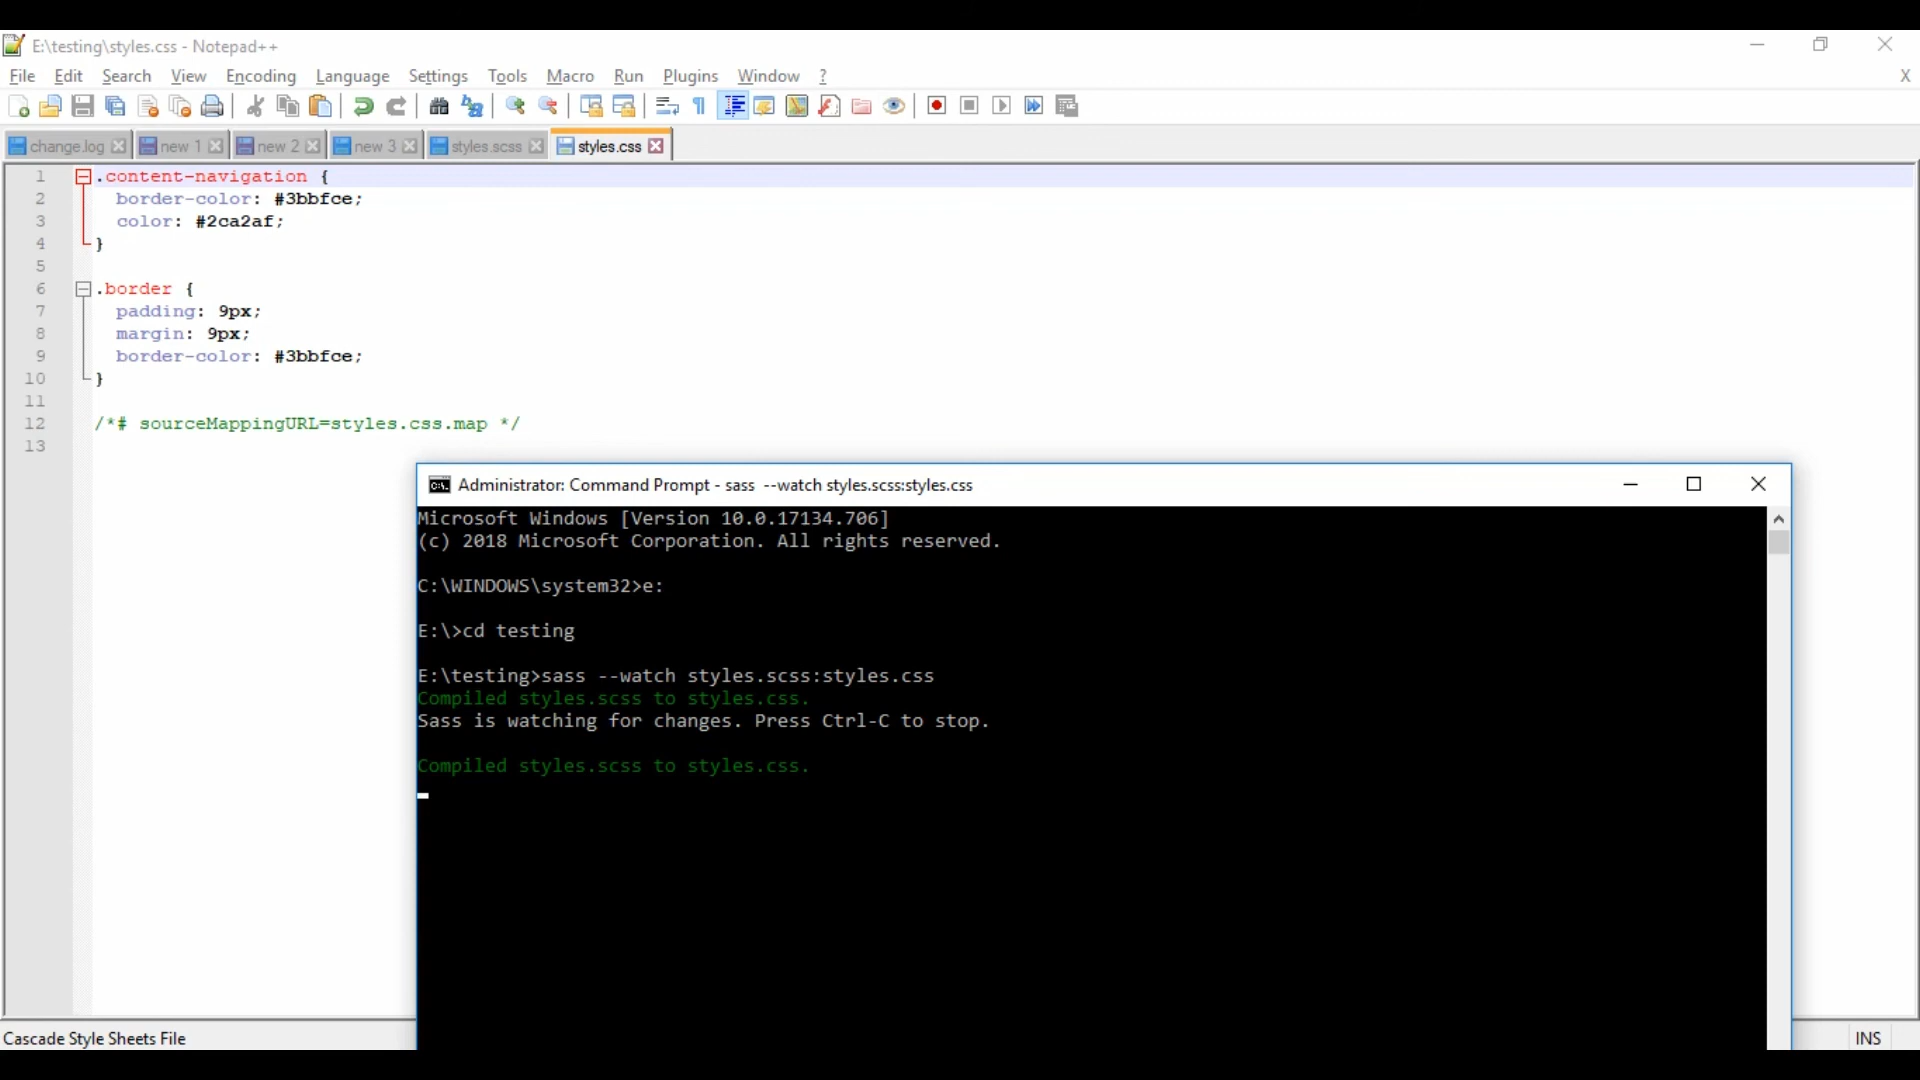 E:\testing\styles.css - Notepad++
File Edit Search View Encoding Language Settings Tools Macro Run Plugins Window ? X
change.log new 1 new 2 new 3 styles.scss styles.css
1 .content-navigation {
2 border-color: #3bbfce;
3 color: #2ca2af;
4 }
5
6 .border {
7 padding: 9px;
8 margin: 9px;
9 border-color: #3bbfce;
10 }
11
12 /*# sourceMappingURL=styles.css.map */
13
Administrator: Command Prompt - sass --watch styles.scss:styles.css
Microsoft Windows [Version 10.0.17134.706]
(c) 2018 Microsoft Corporation. All rights reserved.
C:\WINDOWS\system32>e:
E:\>cd testing
E:\testing>sass --watch styles.scss:styles.css
Compiled styles.scss to styles.css.
Sass is watching for changes. Press Ctrl-C to stop.
Compiled styles.scss to styles.css.
Cascade Style Sheets File INS